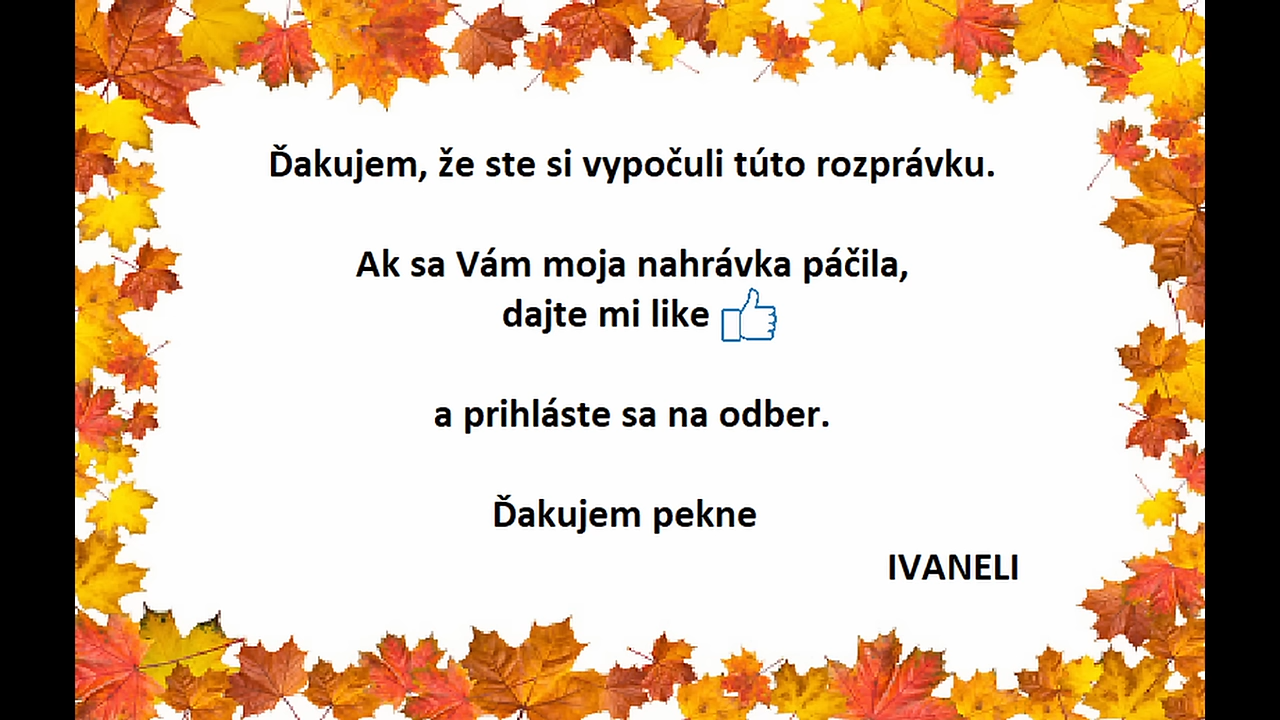 Ďakujem, že ste si vypočuli túto rozprávku.
Ak sa Vám moja nahrávka páčila,
dajte mi like
a prihláste sa na odber.
Ďakujem pekne
IVANELI